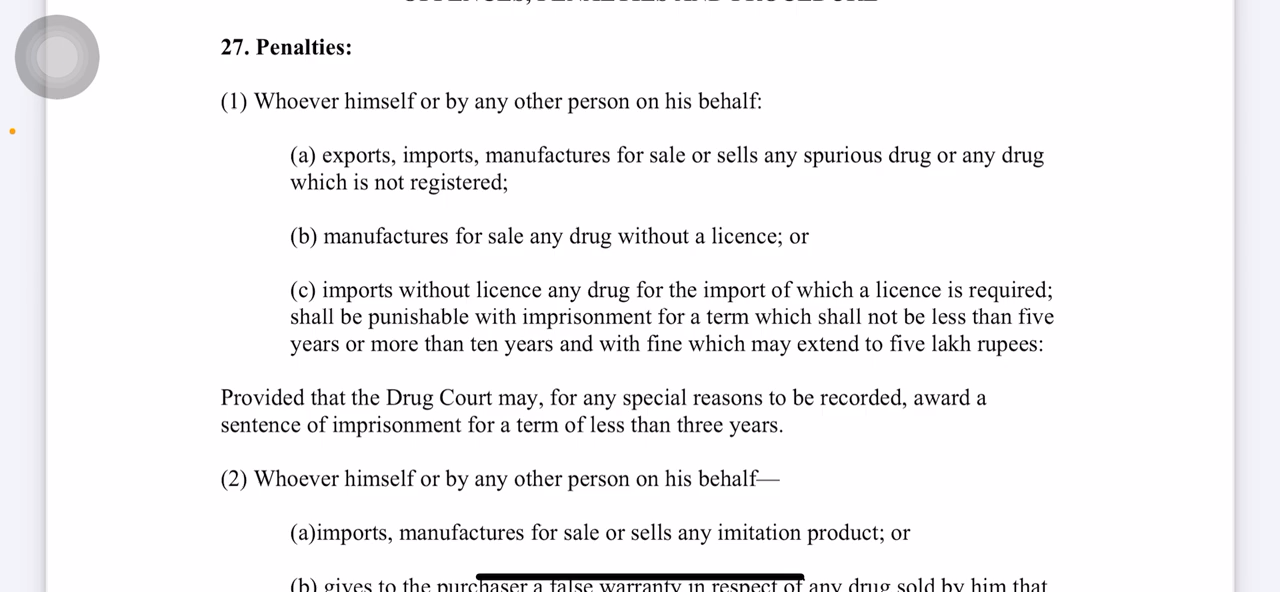 OFFENCES, PENALTIES AND PROCEDURE
27. Penalties:
(1) Whoever himself or by any other person on his behalf:
(a) exports, imports, manufactures for sale or sells any spurious drug or any drug
which is not registered;
(b) manufactures for sale any drug without a licence; or
(c) imports without licence any drug for the import of which a licence is required;
shall be punishable with imprisonment for a term which shall not be less than five
years or more than ten years and with fine which may extend to five lakh rupees:
Provided that the Drug Court may, for any special reasons to be recorded, award a
sentence of imprisonment for a term of less than three years.
(2) Whoever himself or by any other person on his behalf—
(a)imports, manufactures for sale or sells any imitation product; or
(b) gives to the purchaser a false warranty in respect of any drug sold by him that